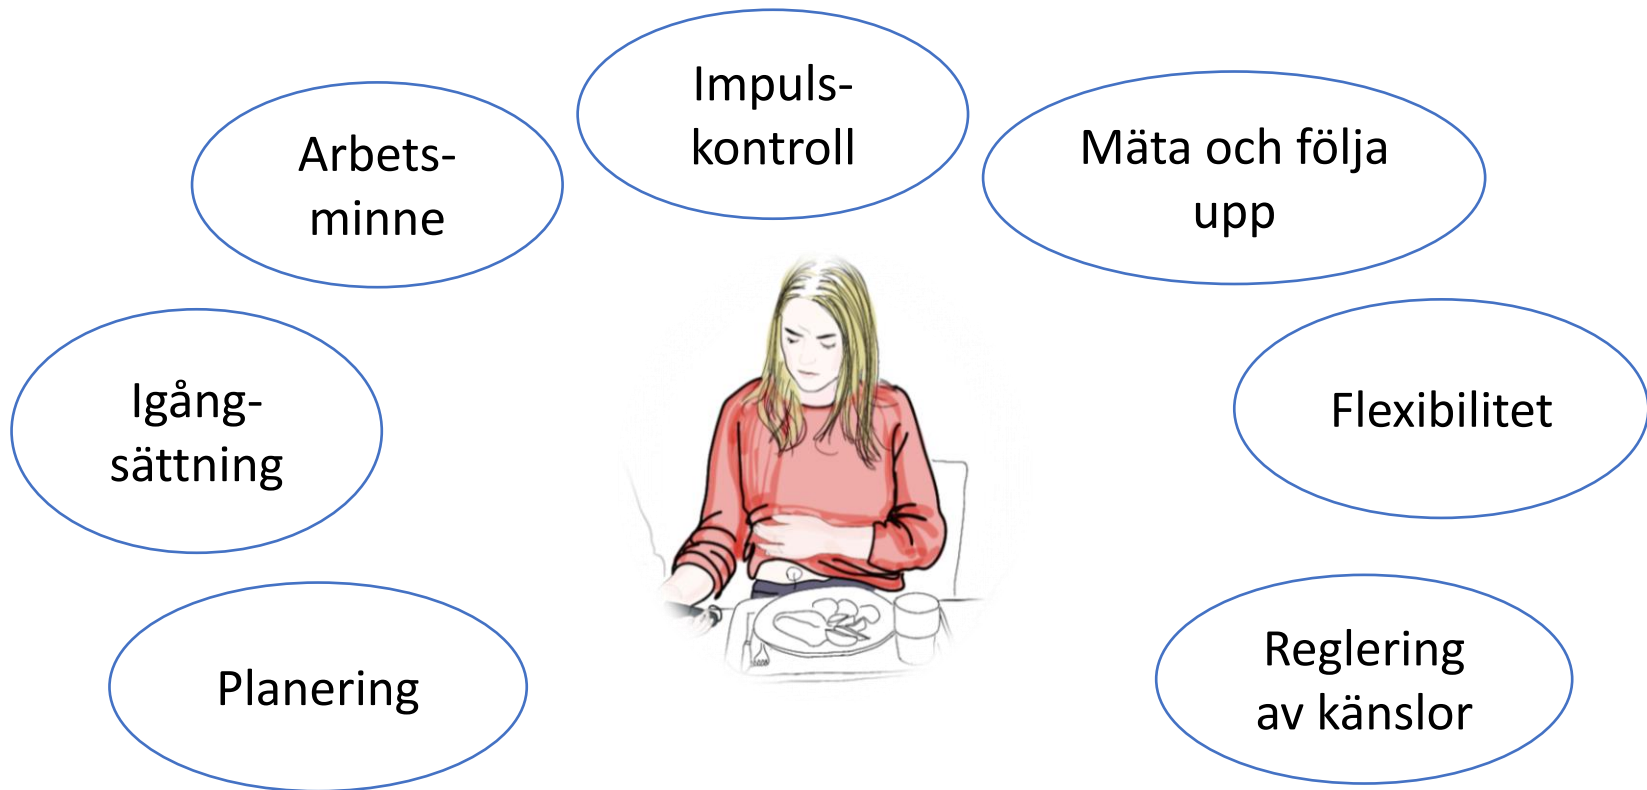 Impuls-
kontroll
Arbets-
minne
Mäta och följa
upp
Igång-
sättning
Flexibilitet
Planering
Reglering
av känslor